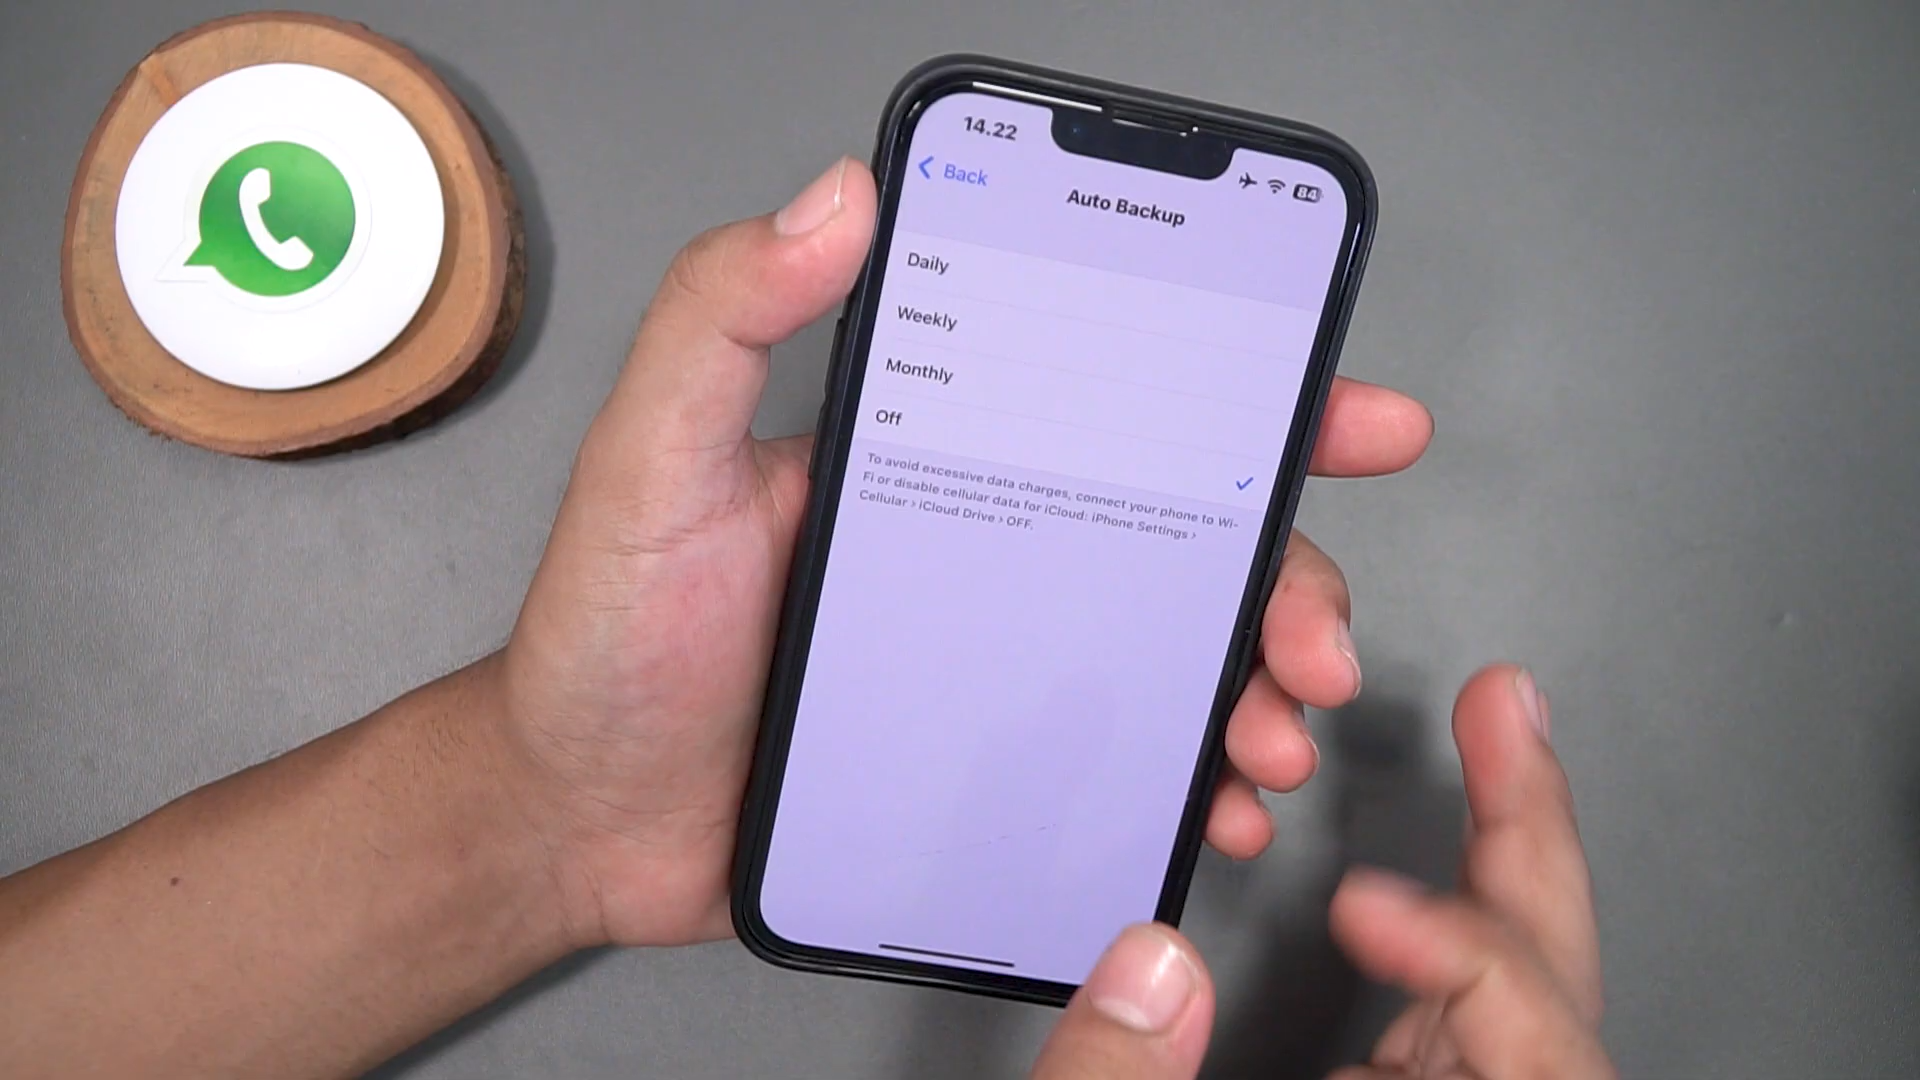 14.22
84
Back
Auto Backup
Daily
Weekly
Monthly
Off
To avoid excessive data charges, connect your phone to Wi-
Fi or disable cellular data for iCloud: iPhone Settings >
Cellular > iCloud Drive > OFF.